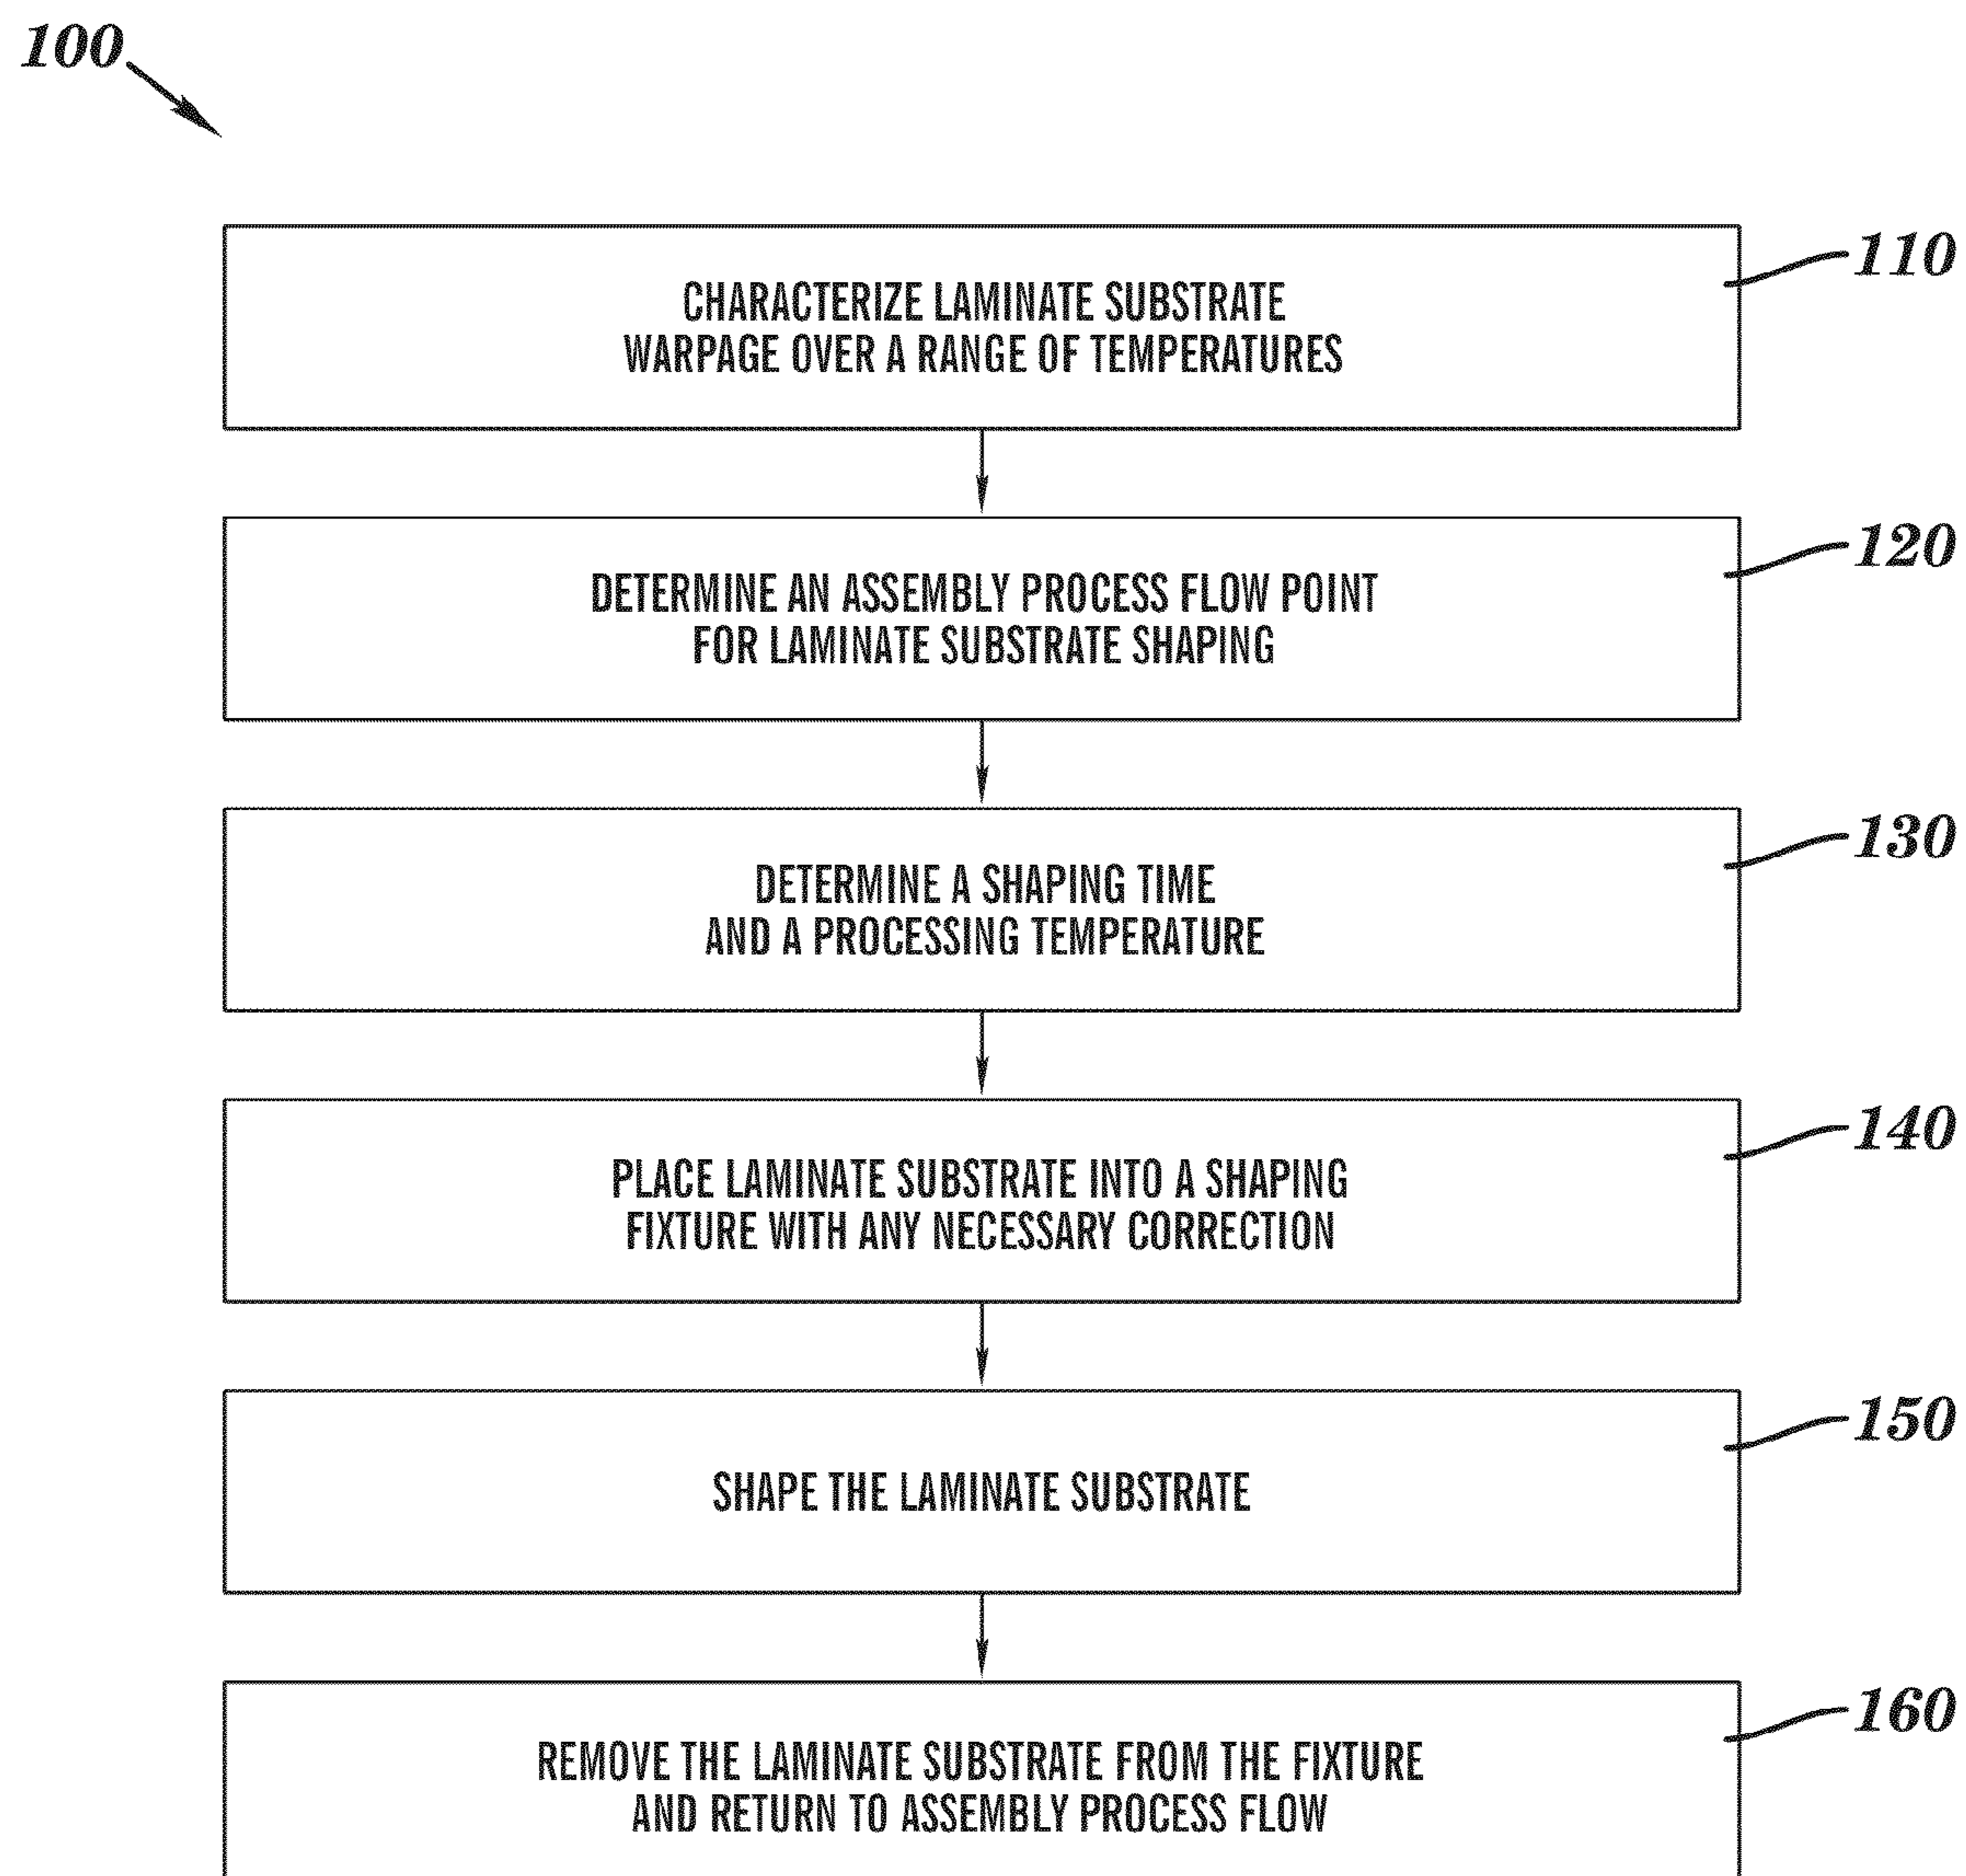 100
110
CHARACTERIZE LAMINATE SUBSTRATE
WARPAGE OVER A RANGE OF TEMPERATURES
120
DETERMINE AN ASSEMBLY PROCESS FLOW POINT
FOR LAMINATE SUBSTRATE SHAPING
130
DETERMINE A SHAPING TIME
AND A PROCESSING TEMPERATURE
140
PLACE LAMINATE SUBSTRATE INTO A SHAPING
FIXTURE WITH ANY NECESSARY CORRECTION
150
SHAPE THE LAMINATE SUBSTRATE
160
REMOVE THE LAMINATE SUBSTRATE FROM THE FIXTURE
AND RETURN TO ASSEMBLY PROCESS FLOW